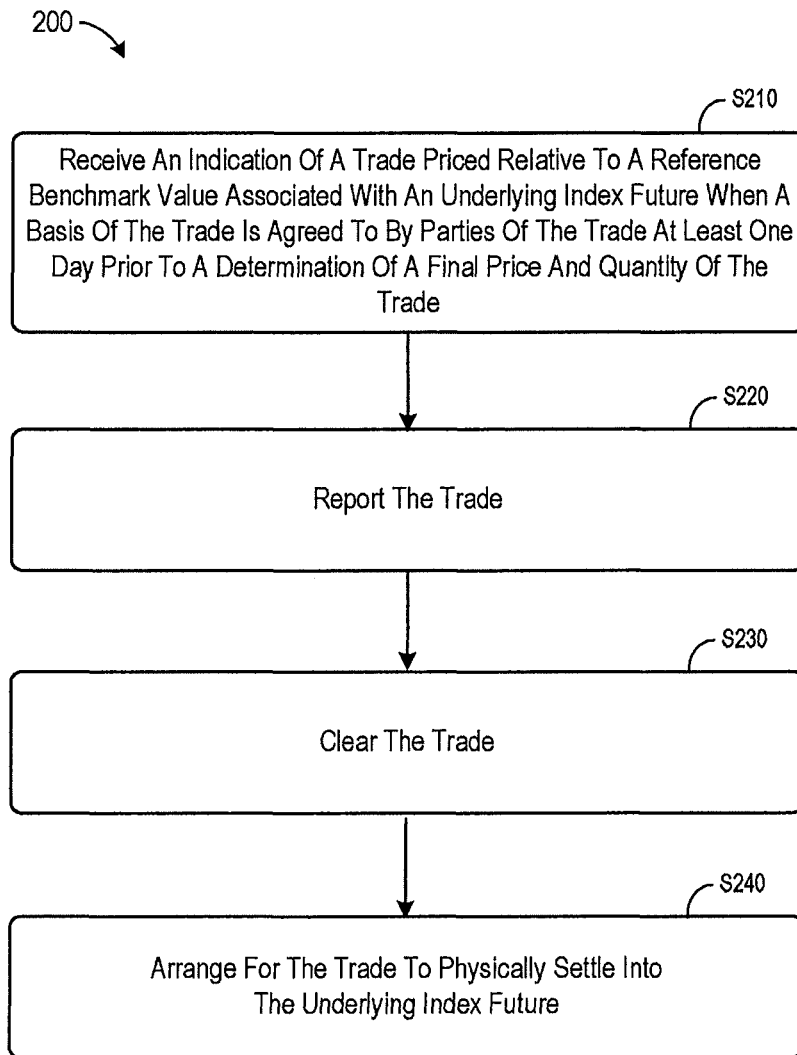 200
S210
Receive An Indication Of A Trade Priced Relative To A Reference
Benchmark Value Associated With An Underlying Index Future When A
Basis Of The Trade Is Agreed To By Parties Of The Trade At Least One
Day Prior To A Determination Of A Final Price And Quantity Of The
Trade
S220
Report The Trade
S230
Clear The Trade
S240
Arrange For The Trade To Physically Settle Into
The Underlying Index Future